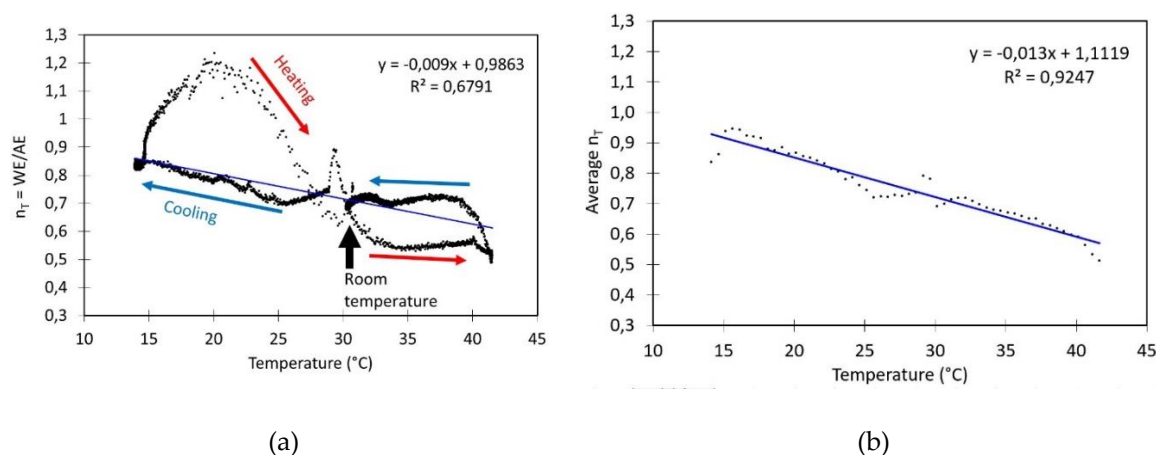 1,3
1,2
1,1
1
0,9
0,8
0,7
0,6
0,5
0,4
0,3
n_T = WE/AE
y = -0,009x + 0,9863
R² = 0,6791
Heating
Cooling
Room
temperature
10 15 20 25 30 35 40 45
Temperature (°C)
(a)
1,3
1,2
1,1
1,0
0,9
0,8
0,7
0,6
0,5
0,4
0,3
Average n_T
y = -0,013x + 1,1119
R² = 0,9247
10 15 20 25 30 35 40 45
Temperature (°C)
(b)